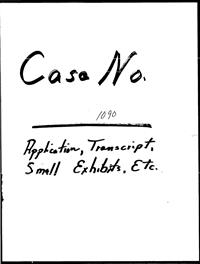 Case No.
1090
Application, Transcript,
Small Exhibits, Etc.